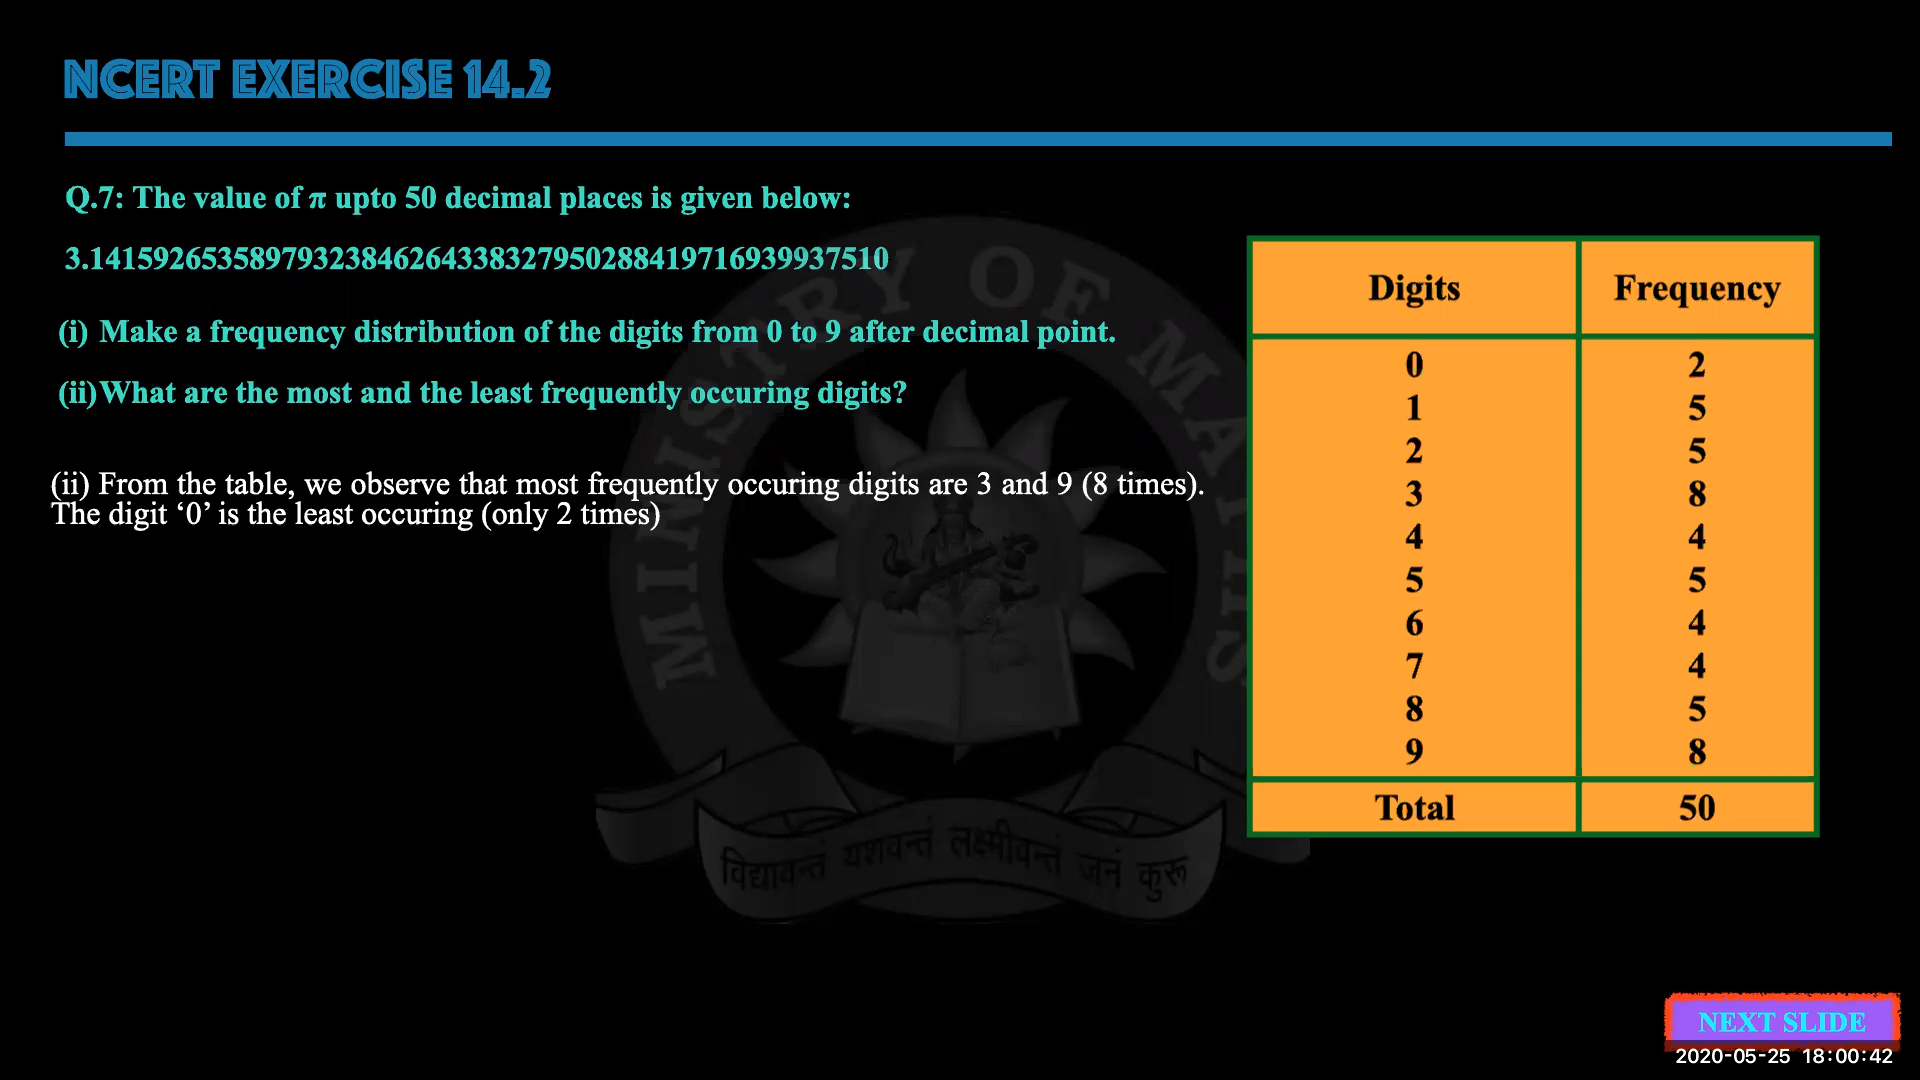 NCERT EXERCISE 14.2
Q.7: The value of π upto 50 decimal places is given below:
3.14159265358979323846264338327950288419716939937510
(i) Make a frequency distribution of the digits from 0 to 9 after decimal point.
(ii)What are the most and the least frequently occuring digits?
(ii) From the table, we observe that most frequently occuring digits are 3 and 9 (8 times).
The digit ‘0’ is the least occuring (only 2 times)
Digits Frequency
0 2
1 5
2 5
3 8
4 4
5 5
6 4
7 4
8 5
9 8
Total 50
MINISTRY OF MATHS
विद्यावन्तं यशवन्तं लक्ष्मीवन्तं जनं कुरू
NEXT SLIDE
2020-05-25 18:00:42